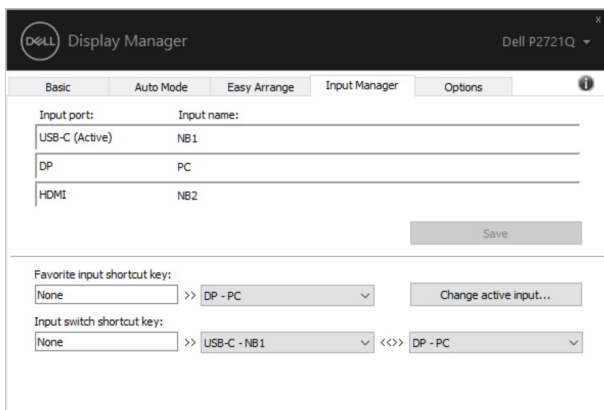 x
DELL Display Manager Dell P2721Q
Basic Auto Mode Easy Arrange Input Manager Options i
Input port: Input name:
USB-C (Active) NB1
DP PC
HDMI NB2
Save
Favorite input shortcut key:
None >> DP - PC Change active input...
Input switch shortcut key:
None >> USB-C - NB1 <<>> DP - PC